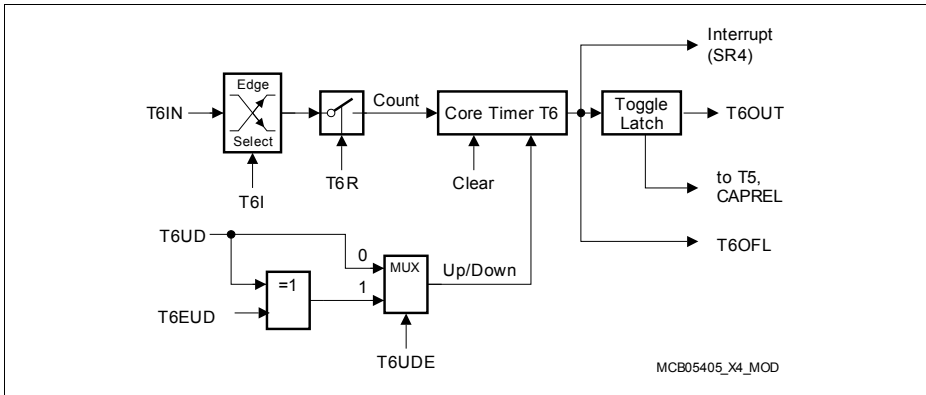 Interrupt
(SR4)
Edge
Select
T6IN
Count
Core Timer T6
Toggle
Latch
T6OUT
T6I
T6R
Clear
to T5,
CAPREL
T6UD
T6OFL
0
MUX
Up/Down
=1
1
T6EUD
T6UDE
MCB05405_X4_MOD